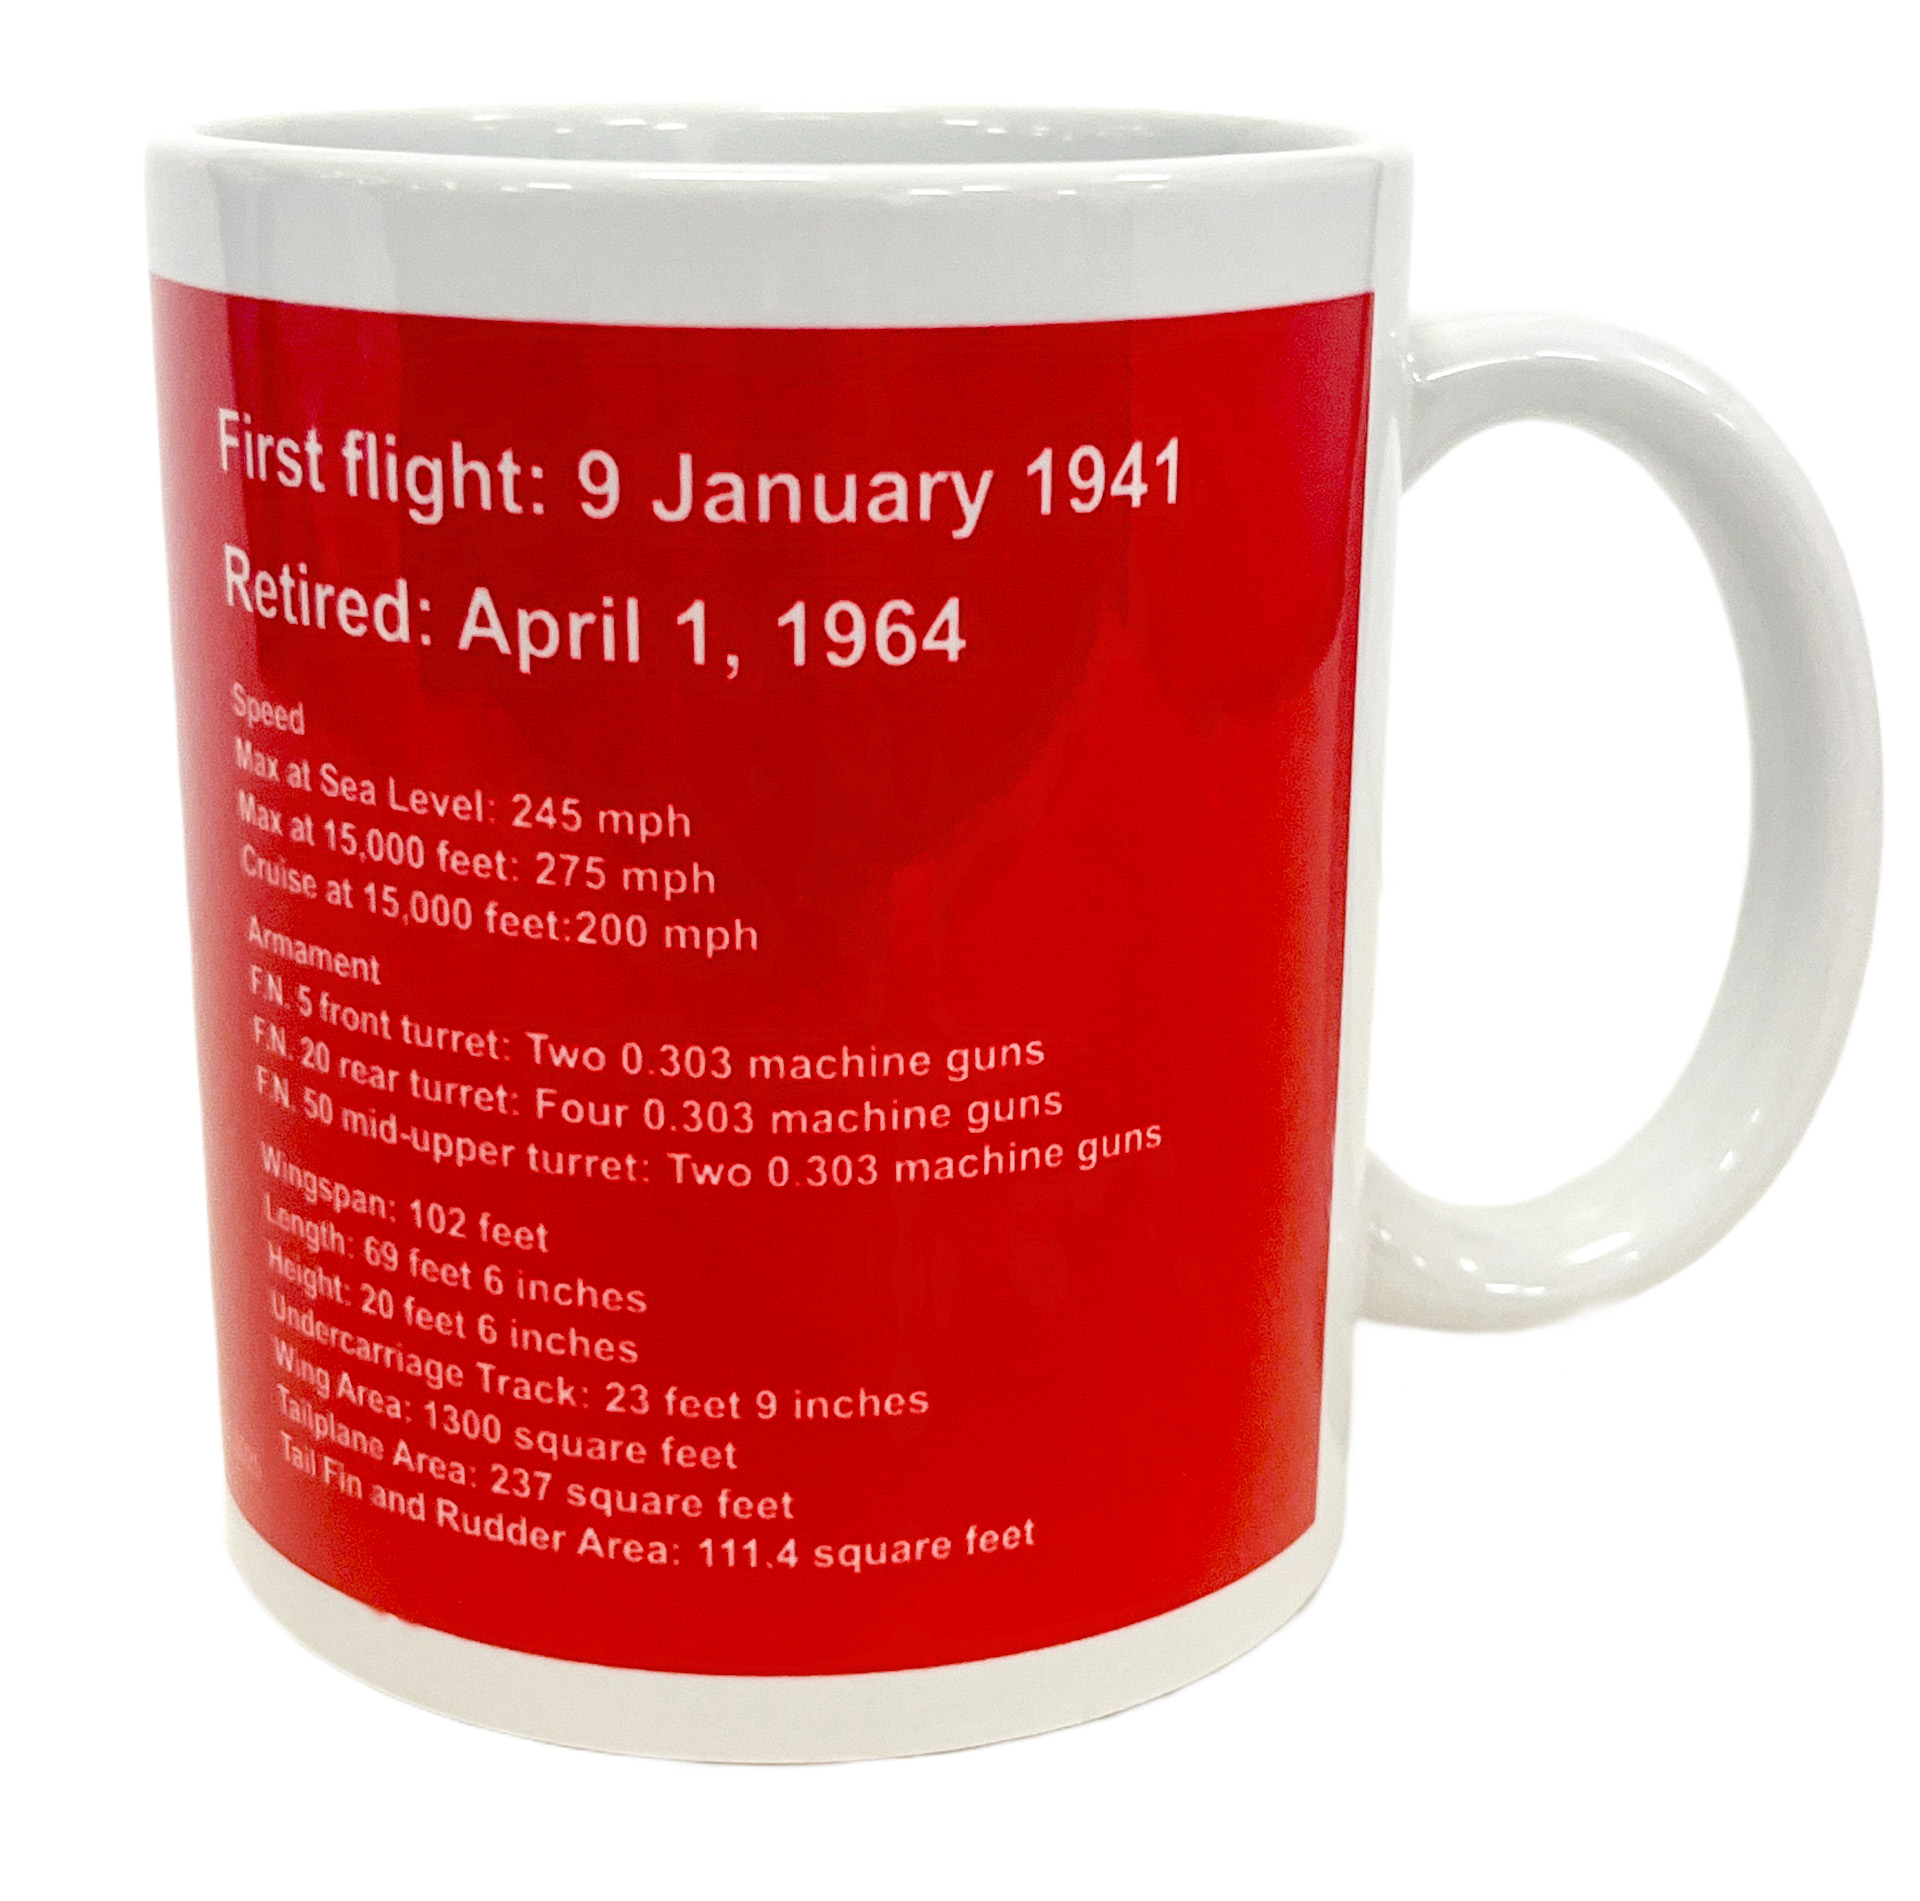 First flight: 9 January 1941
Retired: April 1, 1964
Speed
Max at Sea Level: 245 mph
Max at 15,000 feet: 275 mph
Cruise at 15,000 feet:200 mph
Armament
F.N. 5 front turret: Two 0.303 machine guns
F.N. 20 rear turret: Four 0.303 machine guns
F.N. 50 mid-upper turret: Two 0.303 machine guns
Wingspan: 102 feet
Length: 69 feet 6 inches
Height: 20 feet 6 inches
Undercarriage Track: 23 feet 9 inches
Wing Area: 1300 square feet
Tailplane Area: 237 square feet
Tail Fin and Rudder Area: 111.4 square feet